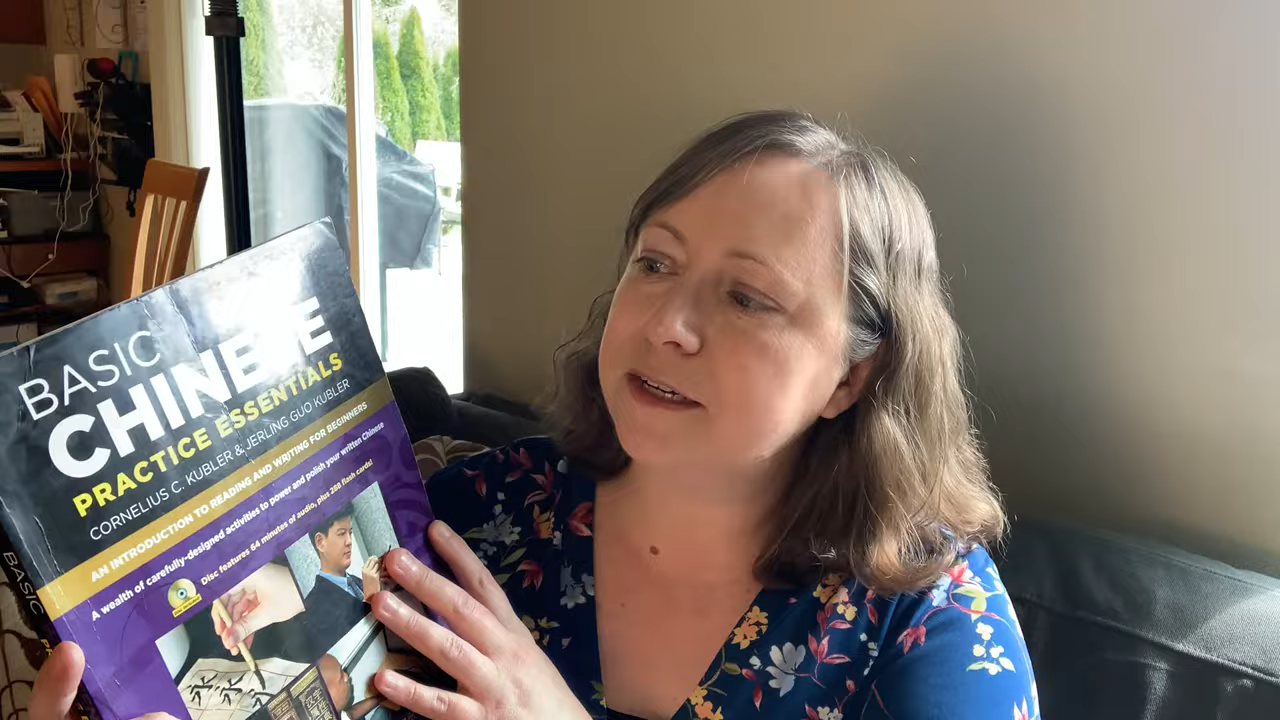 BASIC
CHINESE
PRACTICE ESSENTIALS
CORNELIUS C. KUBLER & JERLING GUO KUBLER
AN INTRODUCTION TO READING AND WRITING FOR BEGINNERS
A wealth of carefully-designed activities to power and polish your written Chinese
Disc features 64 minutes of audio, plus 288 flash cards!
BASIC